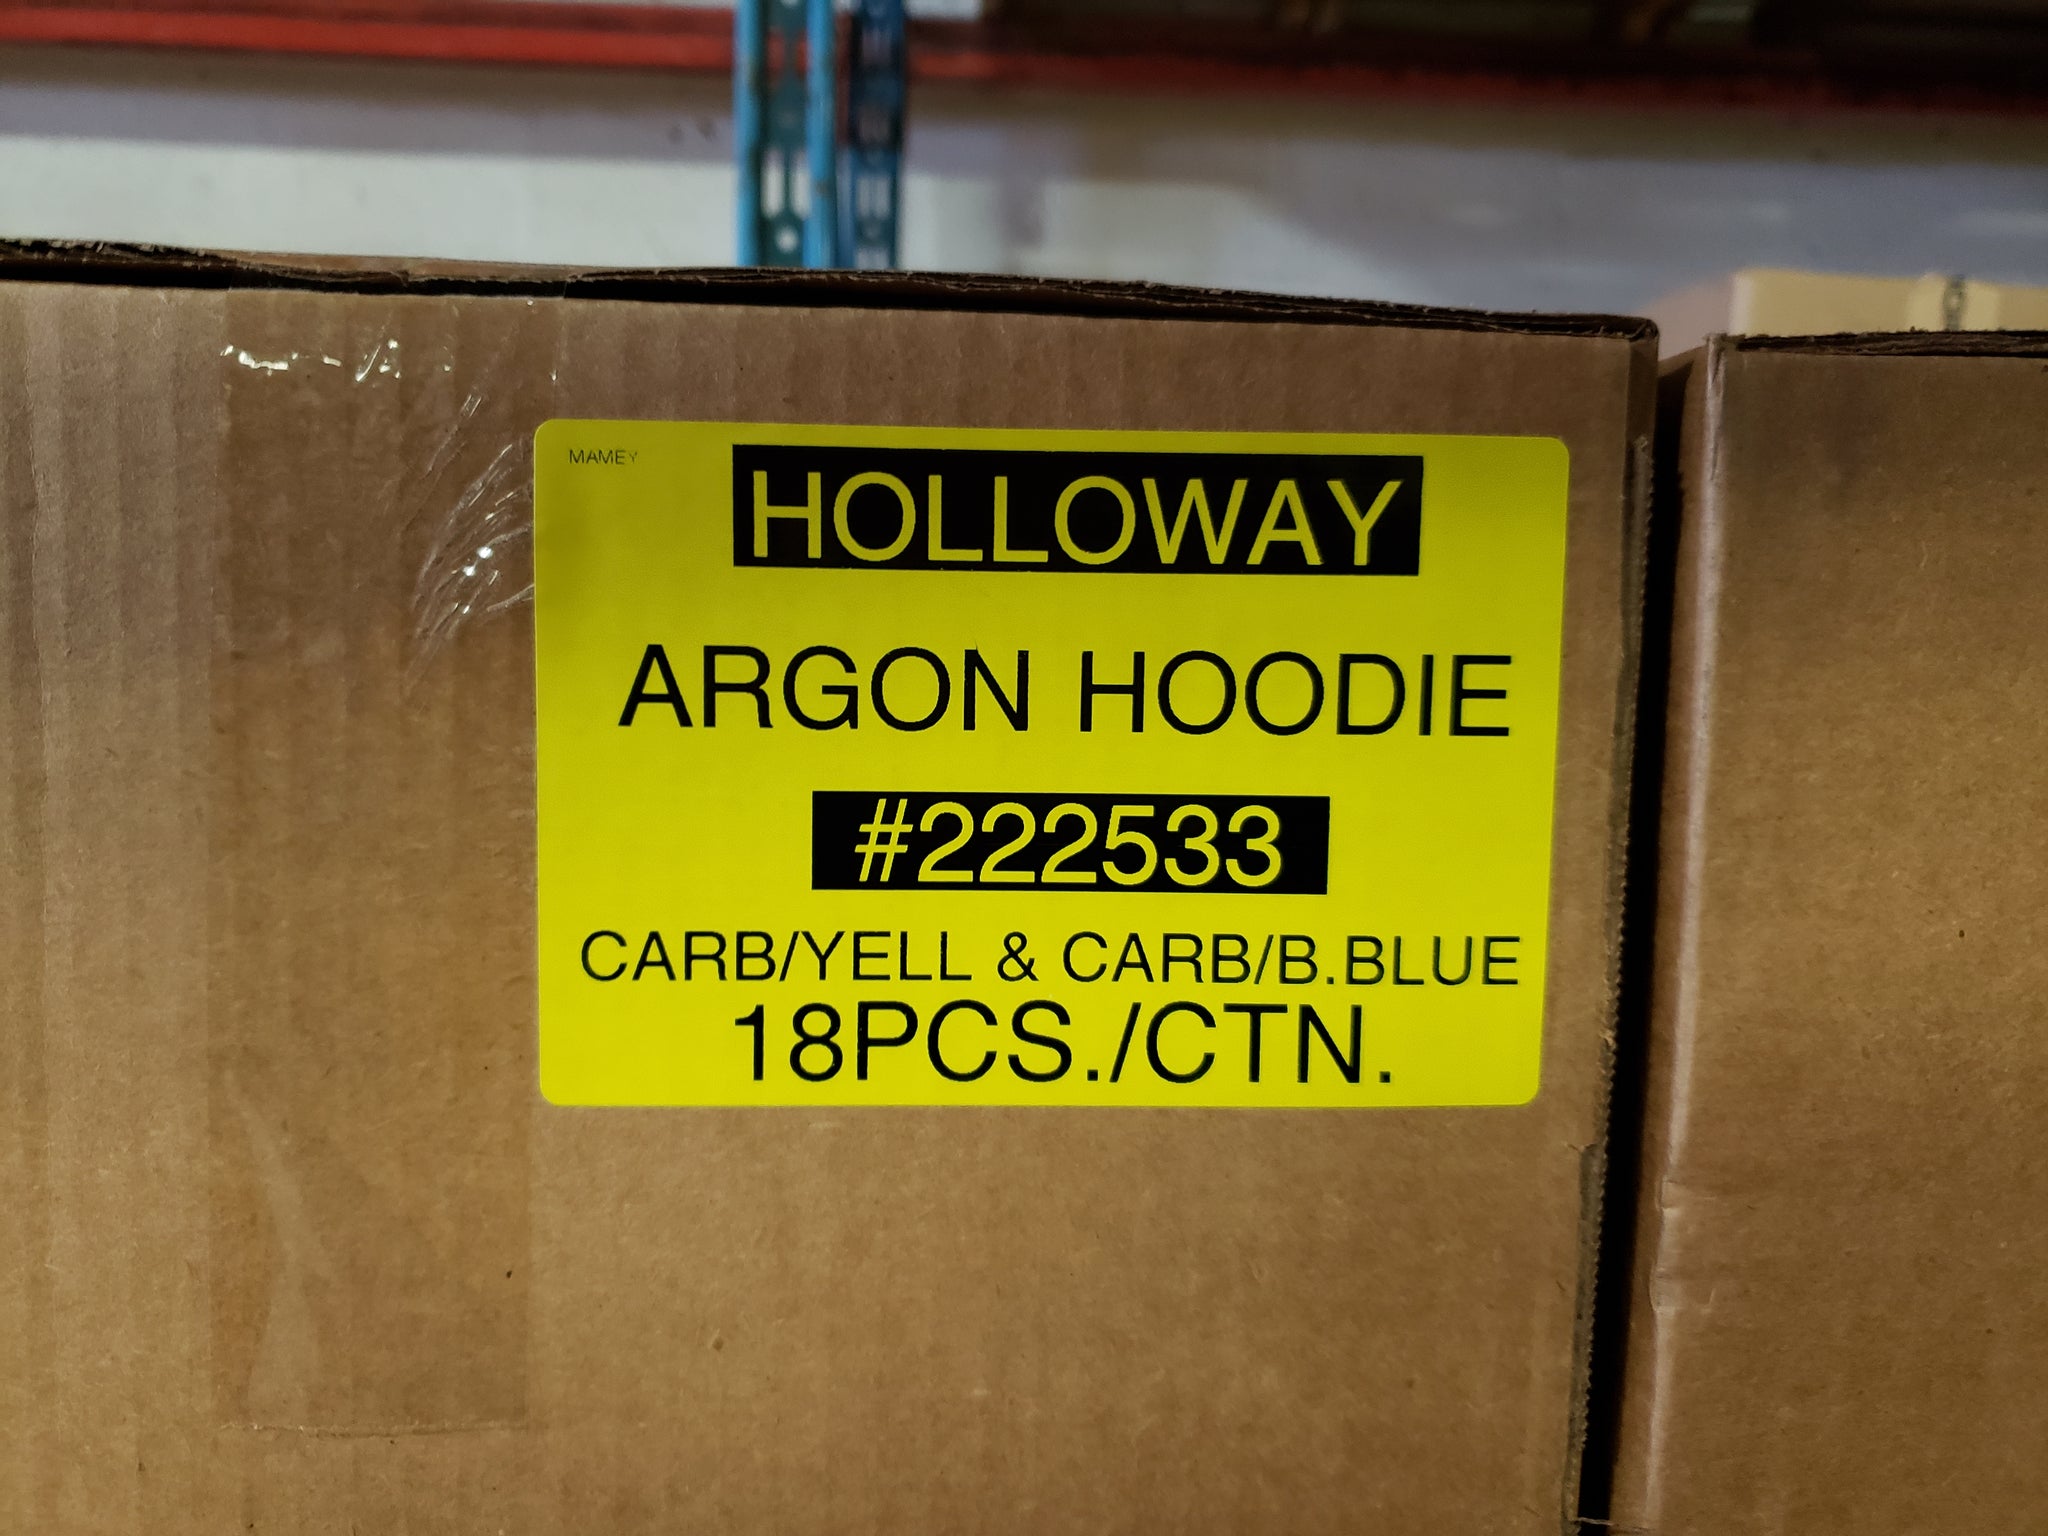 MAMEY
HOLLOWAY
ARGON HOODIE
#222533
CARB/YELL & CARB/B.BLUE
18PCS./CTN.